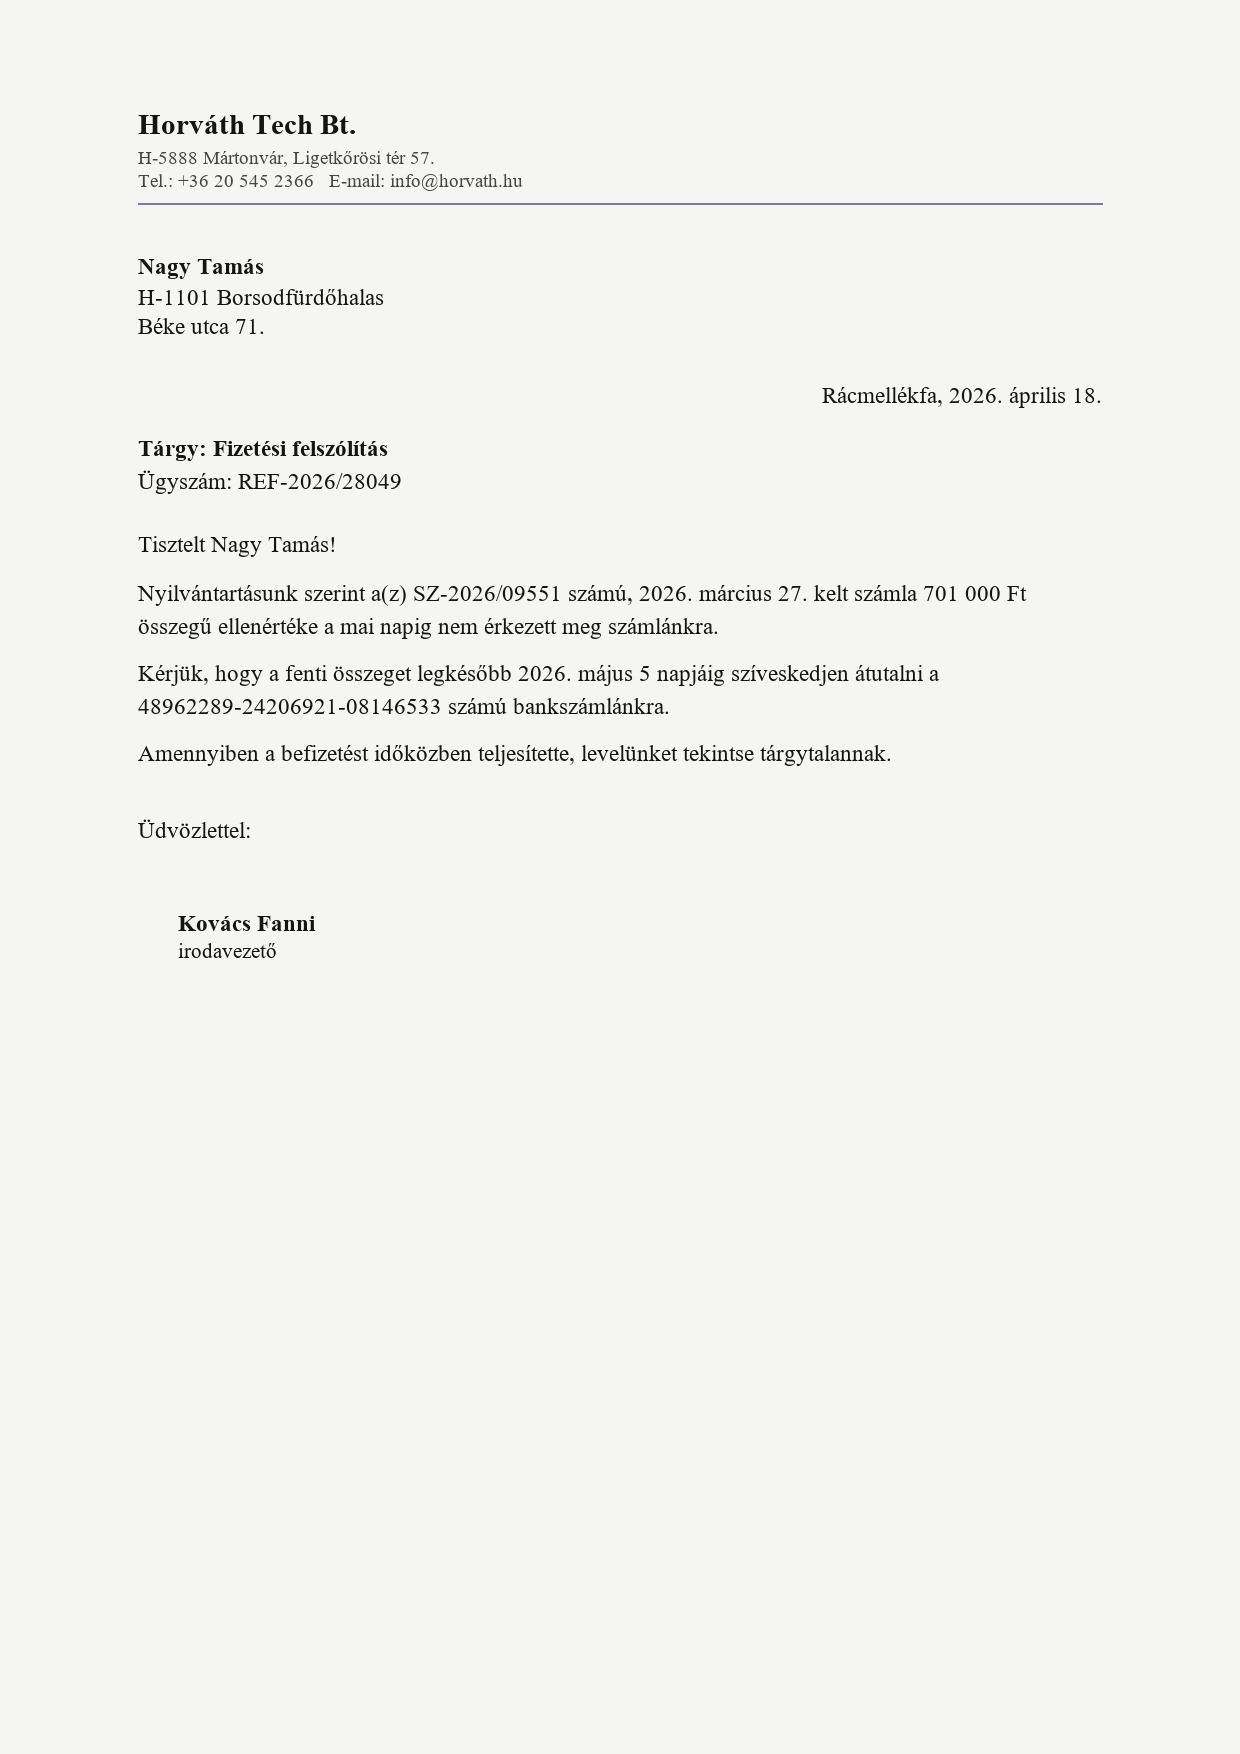 Horváth Tech Bt.
H-5888 Mártonvár, Ligetkőrösi tér 57.
Tel.: +36 20 545 2366 E-mail: info@horvath.hu
Nagy Tamás
H-1101 Borsodfürdőhalas
Béke utca 71.
Rácmellékfa, 2026. április 18.
Tárgy: Fizetési felszólítás
Ügyszám: REF-2026/28049
Tisztelt Nagy Tamás!
Nyilvántartásunk szerint a(z) SZ-2026/09551 számú, 2026. március 27. kelt számla 701 000 Ft
összegű ellenértéke a mai napig nem érkezett meg számlánkra.
Kérjük, hogy a fenti összeget legkésőbb 2026. május 5 napjáig szíveskedjen átutalni a
48962289-24206921-08146533 számú bankszámlánkra.
Amennyiben a befizetést időközben teljesítette, levelünket tekintse tárgytalannak.
Üdvözlettel:
Kovács Fanni
irodavezető